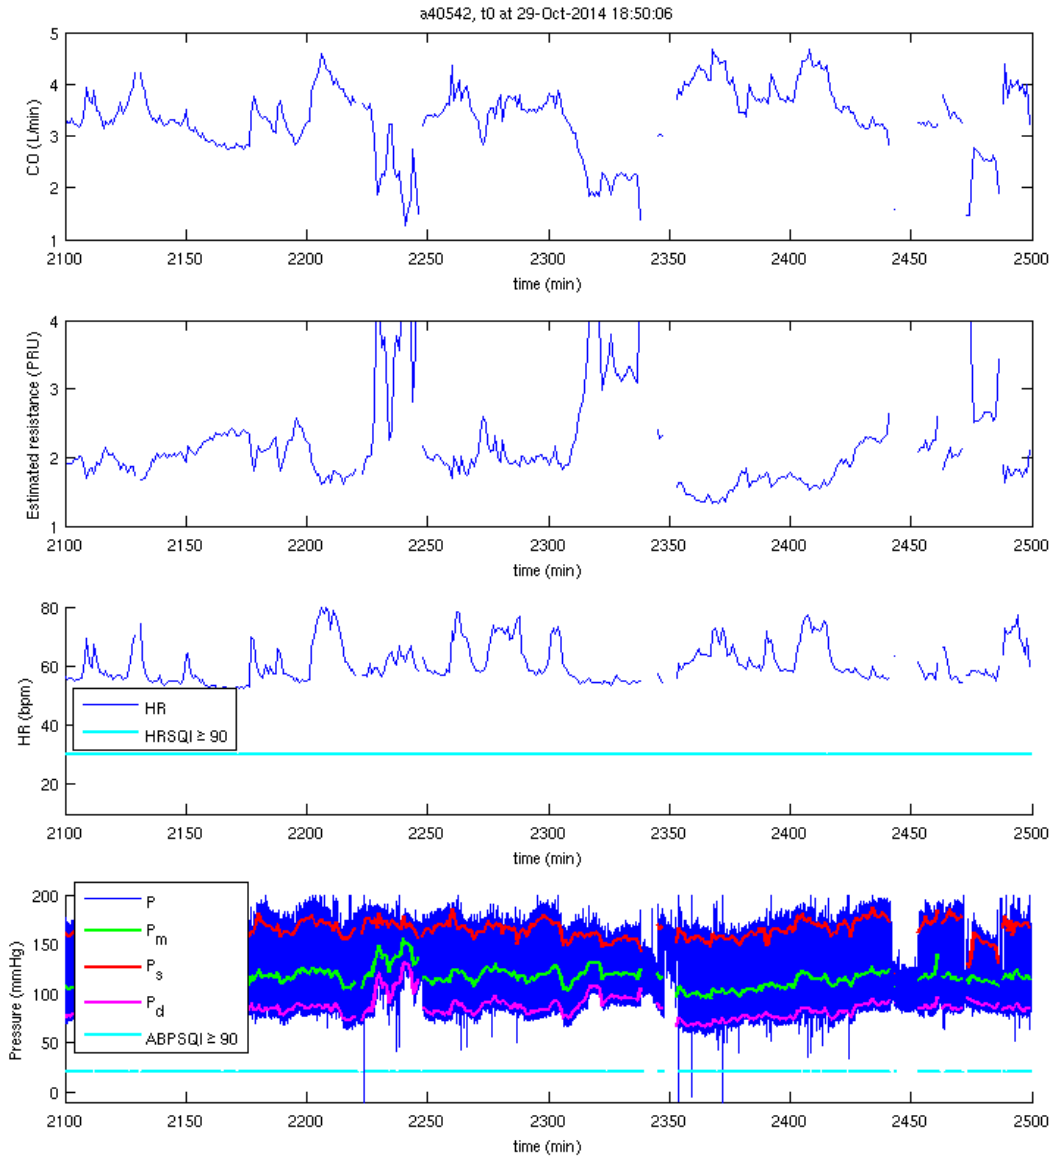 a40542, t0 at 29-Oct-2014 18:50:06
5
4
3
2
1
CO (L/min)
2100 2150 2200 2250 2300 2350 2400 2450 2500
time (min)
4
3
2
1
Estimated resistance (PRU)
2100 2150 2200 2250 2300 2350 2400 2450 2500
time (min)
80
60
40
20
HR (bpm)
HR
HRSQI ≥ 90
2100 2150 2200 2250 2300 2350 2400 2450 2500
time (min)
200
150
100
50
0
Pressure (mmHg)
P
P_m
P_s
P_d
ABPSQI ≥ 90
2100 2150 2200 2250 2300 2350 2400 2450 2500
time (min)